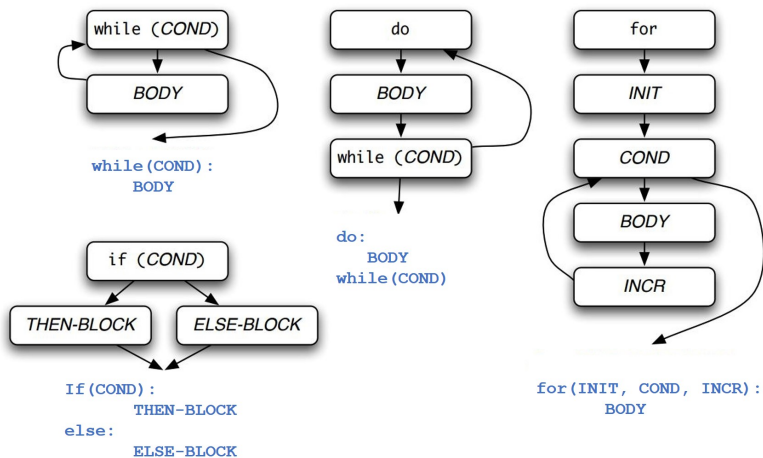 while (COND)
BODY
while(COND):
BODY
do
BODY
while (COND)
do:
BODY
while(COND)
for
INIT
COND
BODY
INCR
for(INIT, COND, INCR):
BODY
if (COND)
THEN-BLOCK
ELSE-BLOCK
If(COND):
THEN-BLOCK
else:
ELSE-BLOCK